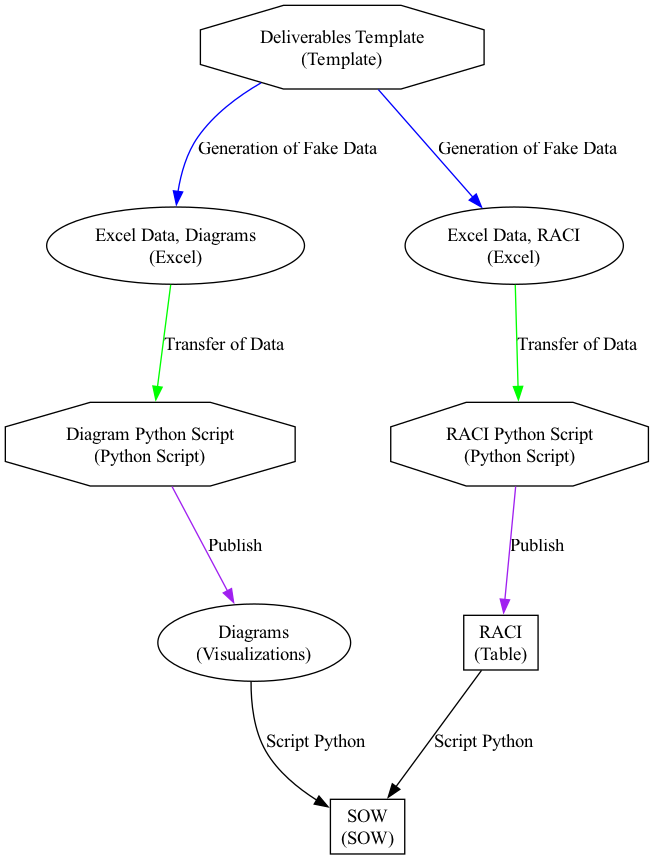 Deliverables Template
(Template)
Generation of Fake Data
Generation of Fake Data
Excel Data, Diagrams
(Excel)
Excel Data, RACI
(Excel)
Transfer of Data
Transfer of Data
Diagram Python Script
(Python Script)
RACI Python Script
(Python Script)
Publish
Publish
Diagrams
(Visualizations)
RACI
(Table)
Script Python
Script Python
SOW
(SOW)